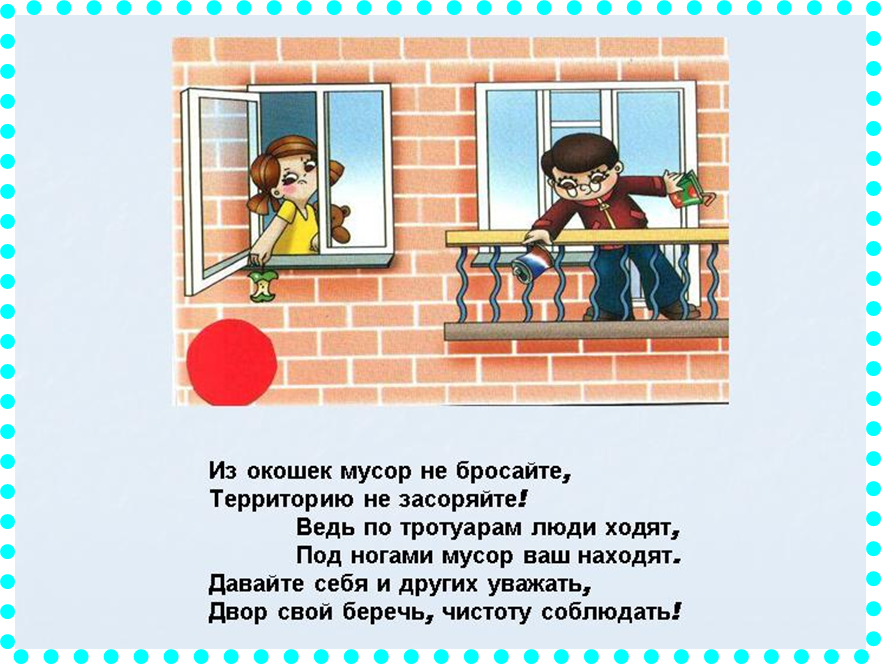 Из окошек мусор не бросайте,
Территорию не засоряйте!
Ведь по тротуарам люди ходят,
Под ногами мусор ваш находят.
Давайте себя и других уважать,
Двор свой беречь, чистоту соблюдать!